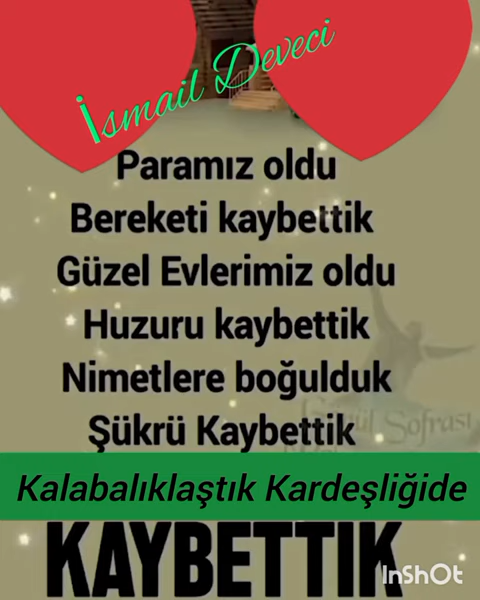 İsmail Deveci
Paramız oldu
Bereketi kaybettik
Güzel Evlerimiz oldu
Huzuru kaybettik
Nimetlere boğulduk
Şükrü Kaybettik
Sofrası
Kalabalıklaştık Kardeşliğide
KAYBETTIK
InShOt